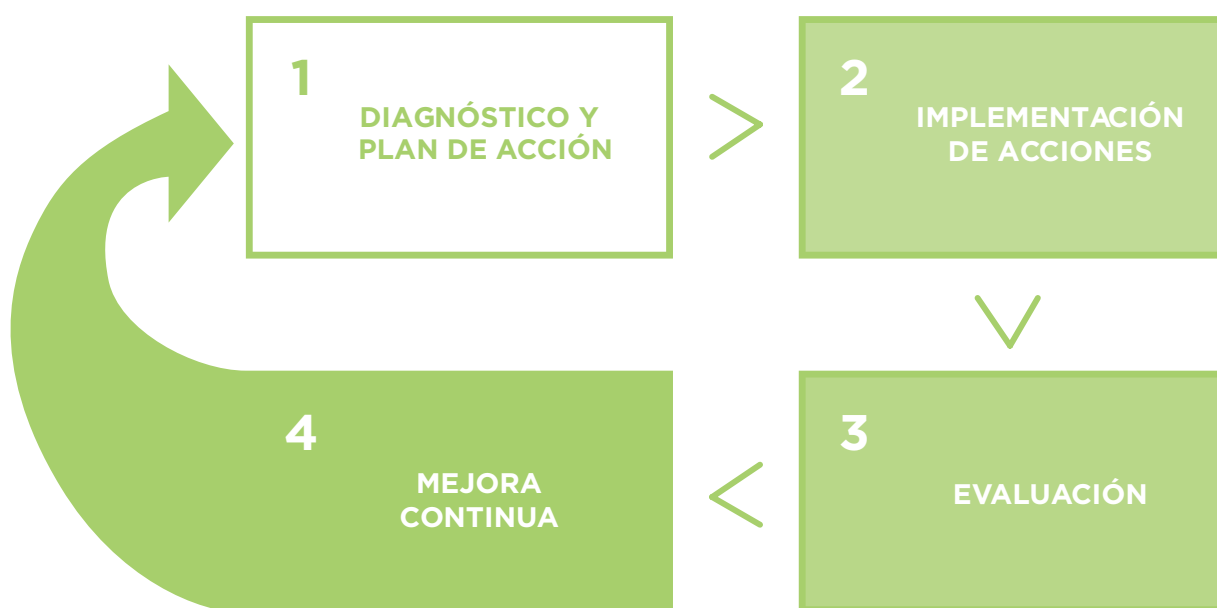 1
DIAGNÓSTICO Y
PLAN DE ACCIÓN
2
IMPLEMENTACIÓN
DE ACCIONES
3
EVALUACIÓN
4
MEJORA
CONTINUA